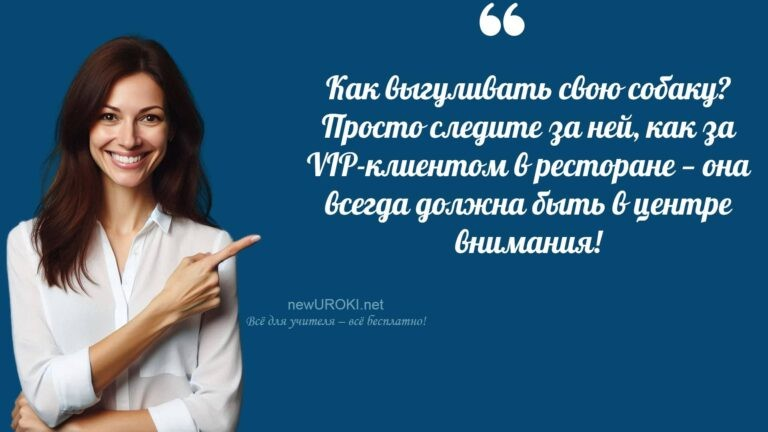 “
Как выгуливать свою собаку?
Просто следите за ней, как за
VIP-клиентом в ресторане – она
всегда должна быть в центре
внимания!
newUROKI.net
Всё для учителя – всё бесплатно!